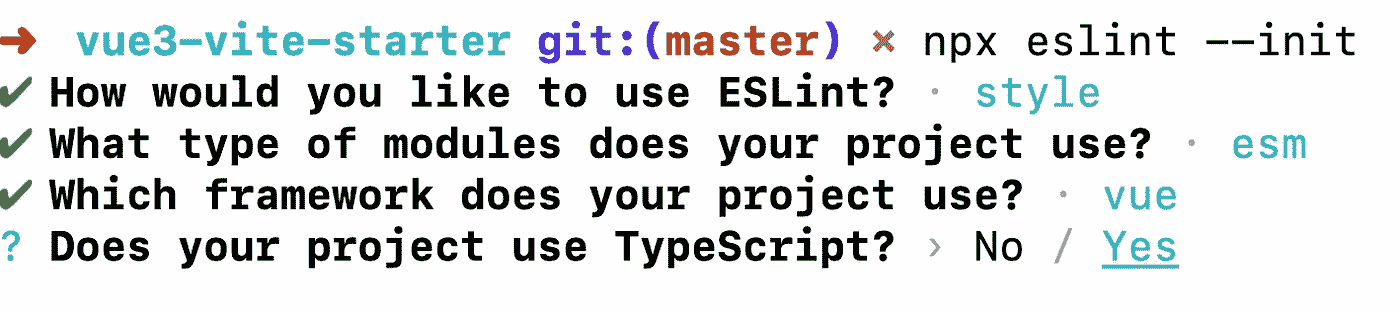 ➜ vue3-vite-starter git:(master) ✗ npx eslint --init
✔ How would you like to use ESLint? · style
✔ What type of modules does your project use? · esm
✔ Which framework does your project use? · vue
? Does your project use TypeScript? › No / Yes